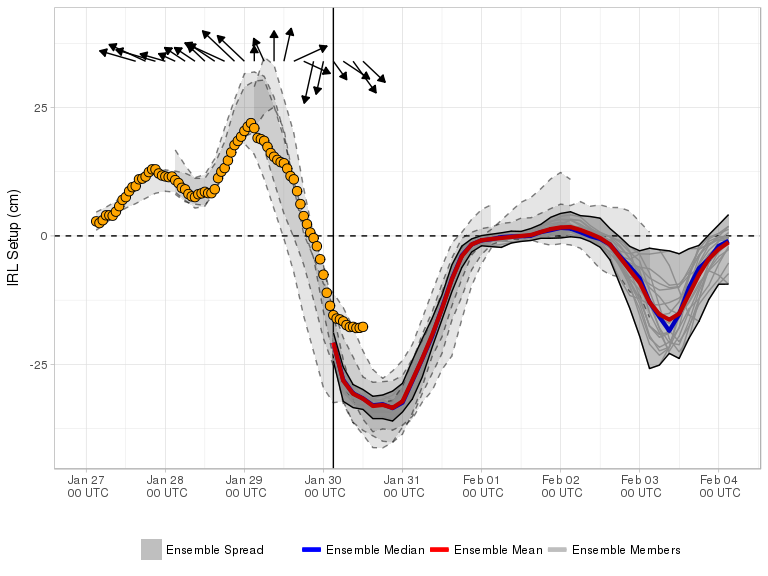 IRL Setup (cm)
25
0
-25
Jan 27 Jan 28 Jan 29 Jan 30 Jan 31 Feb 01 Feb 02 Feb 03 Feb 04
00 UTC 00 UTC 00 UTC 00 UTC 00 UTC 00 UTC 00 UTC 00 UTC 00 UTC
Ensemble Spread Ensemble Median Ensemble Mean Ensemble Members